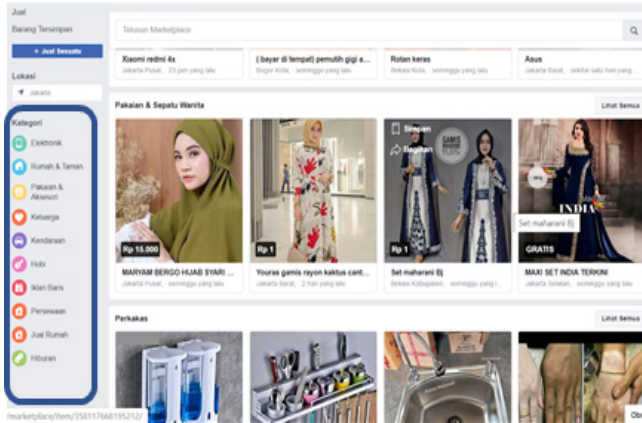 Jual
Barang Tersimpan
+ Jual Sesuatu
Lokasi
Jakarta
Kategori
Elektronik
Rumah & Taman
Pakaian &
Aksesori
Keluarga
Kendaraan
Hobi
Iklan Baris
Persewaan
Jual Rumah
Hiburan
Telusuri Marketplace
Xiaomi redmi 4x
Jakarta Pusat, 23 jam yang lalu
( bayar di tempat) pemutih gigi a...
Bogor Kota, seminggu yang lalu
Rotan keras
Bekasi Kota, seminggu yang lalu
Asus
Jakarta Barat, sekitar satu hari yang...
Pakaian & Sepatu Wanita
Lihat Semua
Simpan
Bagikan
GAMIS
INDIA
Set maharani Bj
Rp 15.000
Rp 1
Rp 1
GRATIS
MARYAM BERGO HIJAB SYARI ...
Jakarta Pusat, seminggu yang lalu
Youras gamis rayon kaktus cant...
Jakarta Barat, 2 hari yang lalu
Set maharani Bj
Bekasi Kabupaten, seminggu yang l...
MAXI SET INDIA TERKINI
Jakarta Selatan, seminggu yang lalu
Perkakas
Lihat Semua
/marketplace/item/358117668195212/
Obr